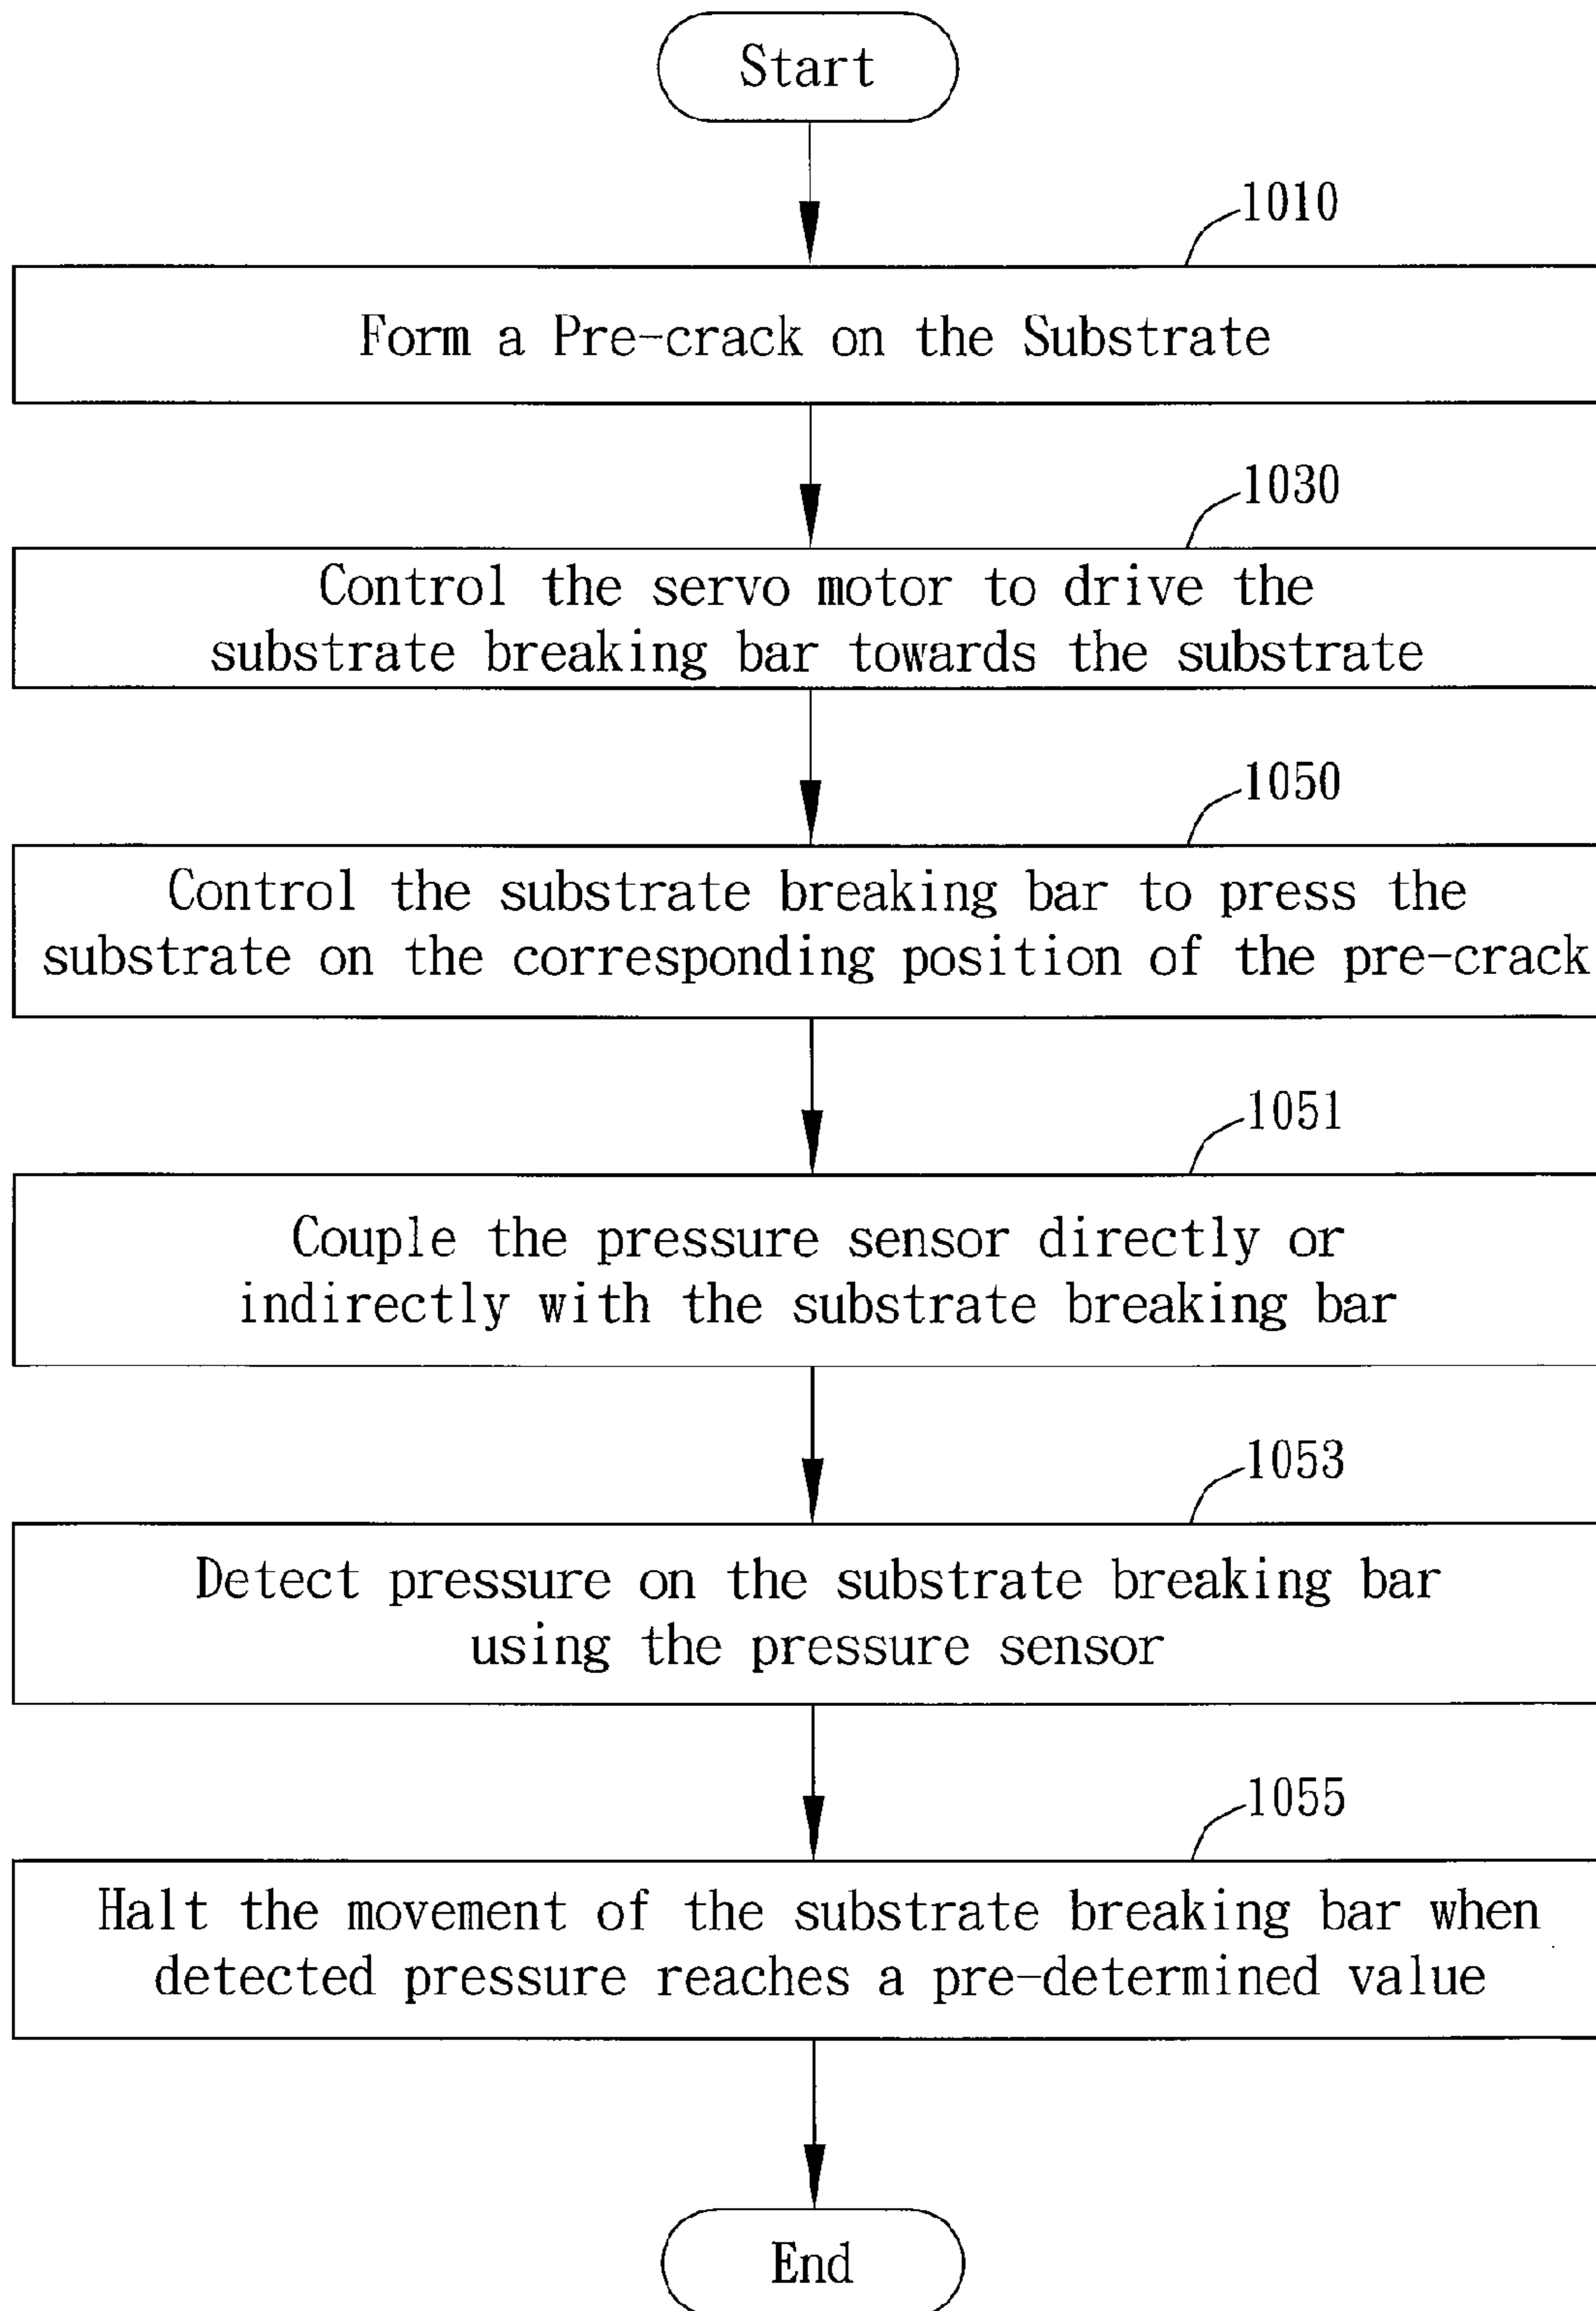 Start
1010
Form a Pre-crack on the Substrate
1030
Control the servo motor to drive the
substrate breaking bar towards the substrate
1050
Control the substrate breaking bar to press the
substrate on the corresponding position of the pre-crack
1051
Couple the pressure sensor directly or
indirectly with the substrate breaking bar
1053
Detect pressure on the substrate breaking bar
using the pressure sensor
1055
Halt the movement of the substrate breaking bar when
detected pressure reaches a pre-determined value
End